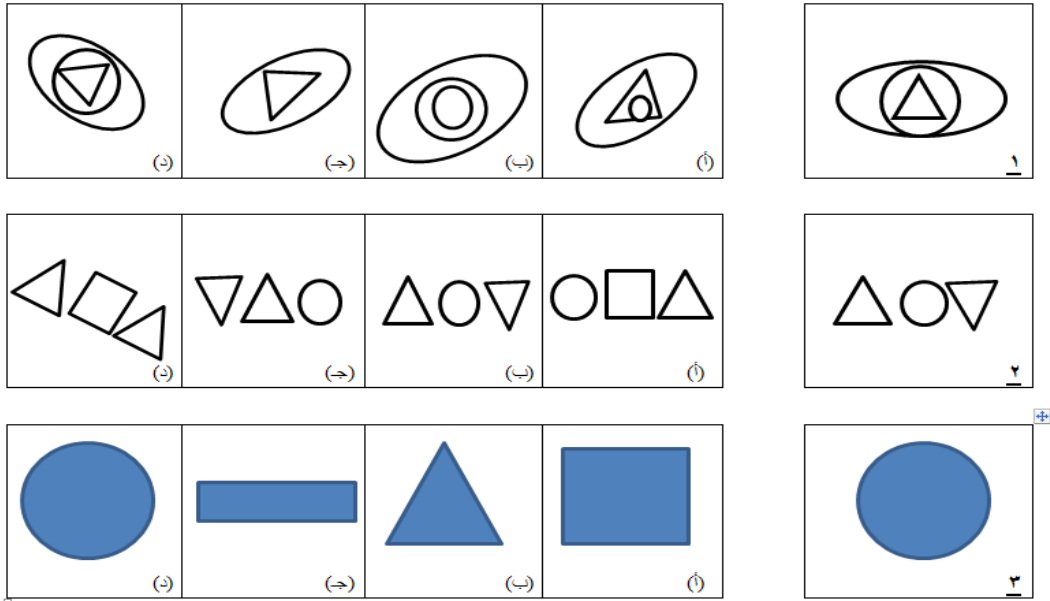 ١ (أ) (ب) (جـ) (د)
٢ (أ) (ب) (جـ) (د)
٣ (أ) (ب) (جـ) (د)